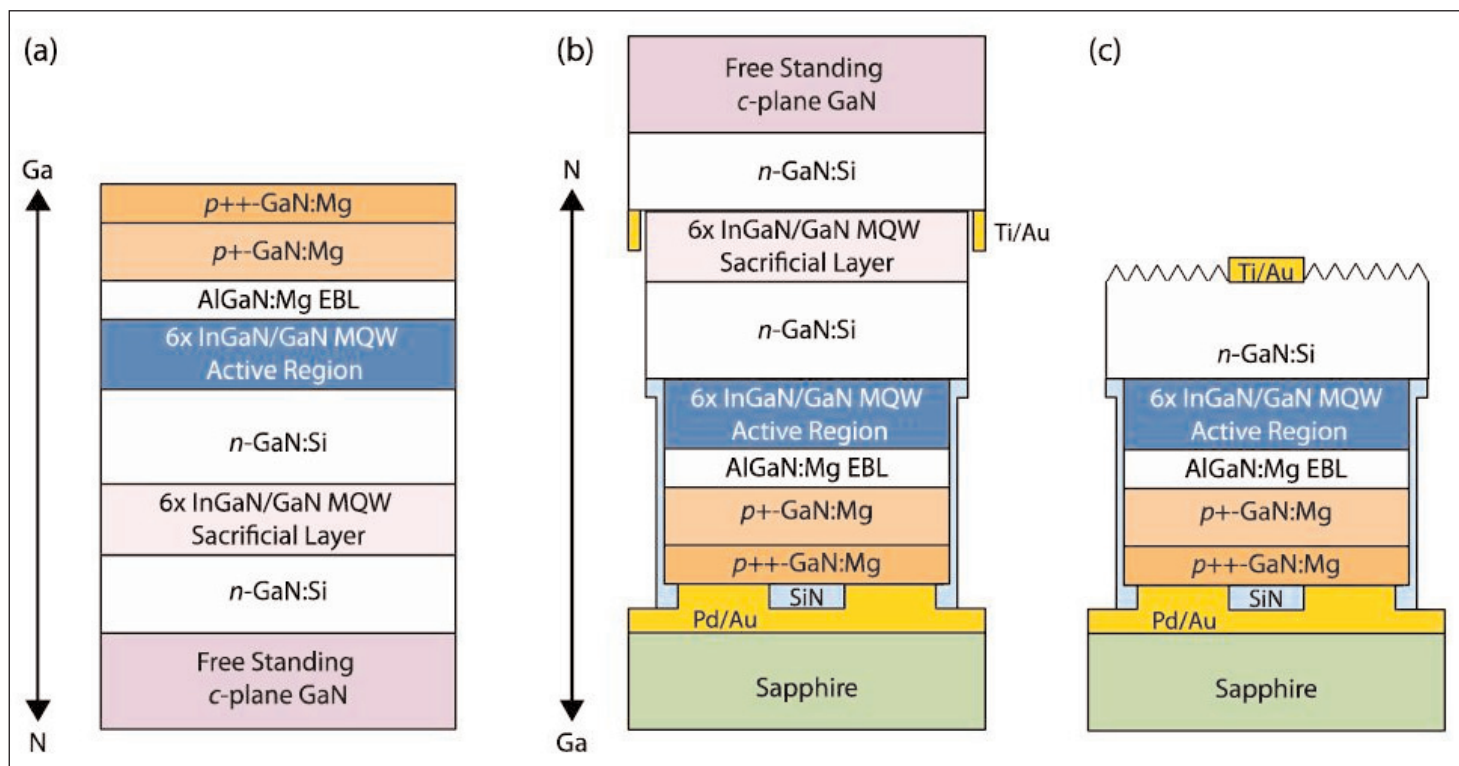 (a)
Ga
p++-GaN:Mg
p+-GaN:Mg
AlGaN:Mg EBL
6x InGaN/GaN MQW
Active Region
n-GaN:Si
6x InGaN/GaN MQW
Sacrificial Layer
n-GaN:Si
Free Standing
c-plane GaN
N
(b)
N
Free Standing
c-plane GaN
n-GaN:Si
Ti/Au
6x InGaN/GaN MQW
Sacrificial Layer
n-GaN:Si
6x InGaN/GaN MQW
Active Region
AlGaN:Mg EBL
p+-GaN:Mg
p++-GaN:Mg
SiN
Pd/Au
Sapphire
Ga
(c)
Ti/Au
n-GaN:Si
6x InGaN/GaN MQW
Active Region
AlGaN:Mg EBL
p+-GaN:Mg
p++-GaN:Mg
SiN
Pd/Au
Sapphire